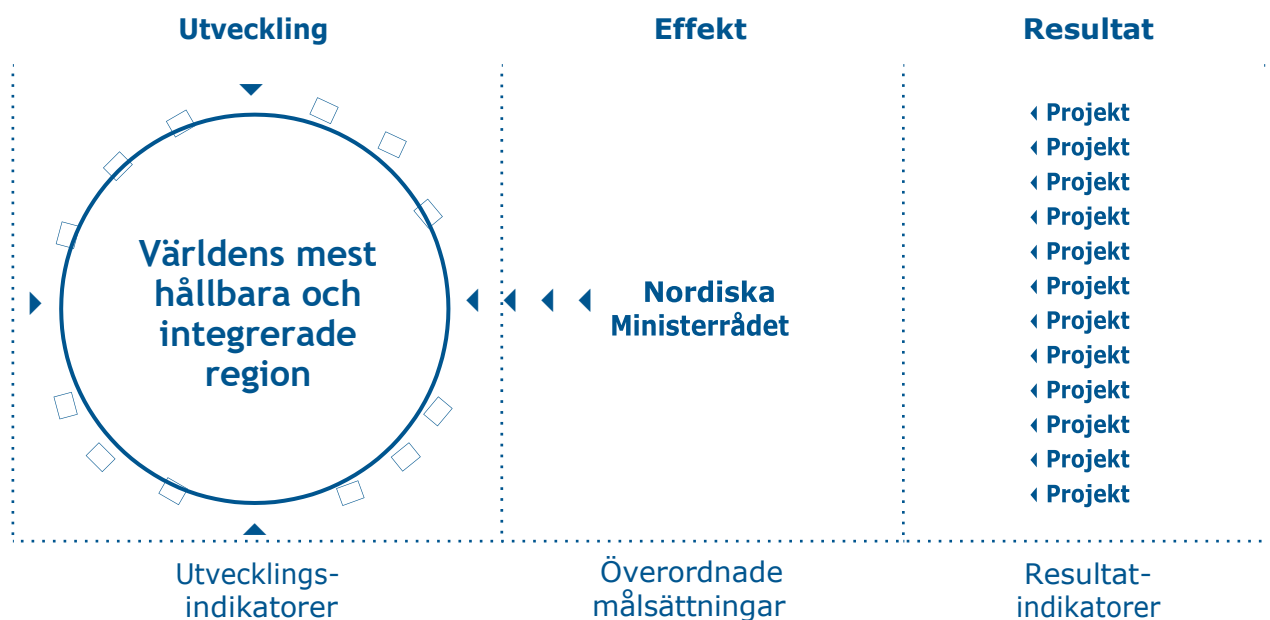 Utveckling
Effekt
Resultat
Världens mest
hållbara och
integrerade
region
Nordiska
Ministerrådet
Projekt
Projekt
Projekt
Projekt
Projekt
Projekt
Projekt
Projekt
Projekt
Projekt
Projekt
Projekt
Utvecklings-
indikatorer
Överordnade
målsättningar
Resultat-
indikatorer